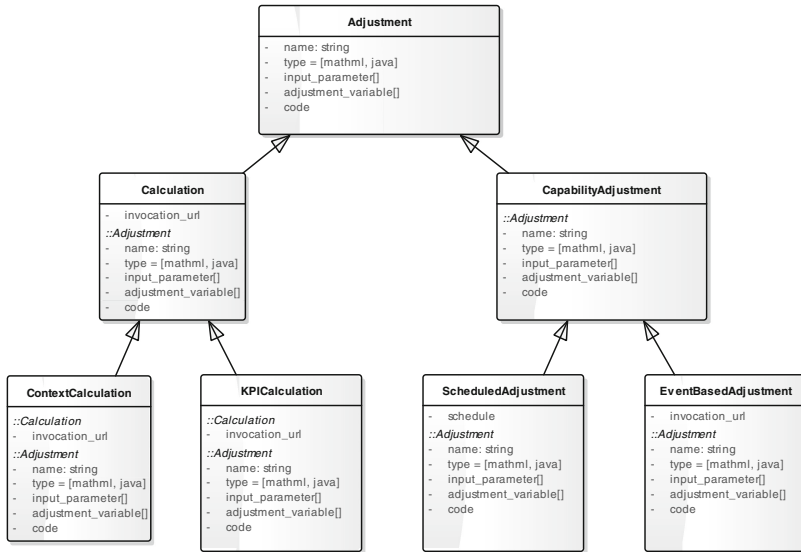 Adjustment
- name: string
- type = [mathml, java]
- input_parameter[]
- adjustment_variable[]
- code
Calculation
- invocation_url
::Adjustment
- name: string
- type = [mathml, java]
- input_parameter[]
- adjustment_variable[]
- code
CapabilityAdjustment
::Adjustment
- name: string
- type = [mathml, java]
- input_parameter[]
- adjustment_variable[]
- code
ContextCalculation
::Calculation
- invocation_url
::Adjustment
- name: string
- type = [mathml, java]
- input_parameter[]
- adjustment_variable[]
- code
KPICalculation
::Calculation
- invocation_url
::Adjustment
- name: string
- type = [mathml, java]
- input_parameter[]
- adjustment_variable[]
- code
ScheduledAdjustment
- schedule
::Adjustment
- name: string
- type = [mathml, java]
- input_parameter[]
- adjustment_variable[]
- code
EventBasedAdjustment
- invocation_url
::Adjustment
- name: string
- type = [mathml, java]
- input_parameter[]
- adjustment_variable[]
- code